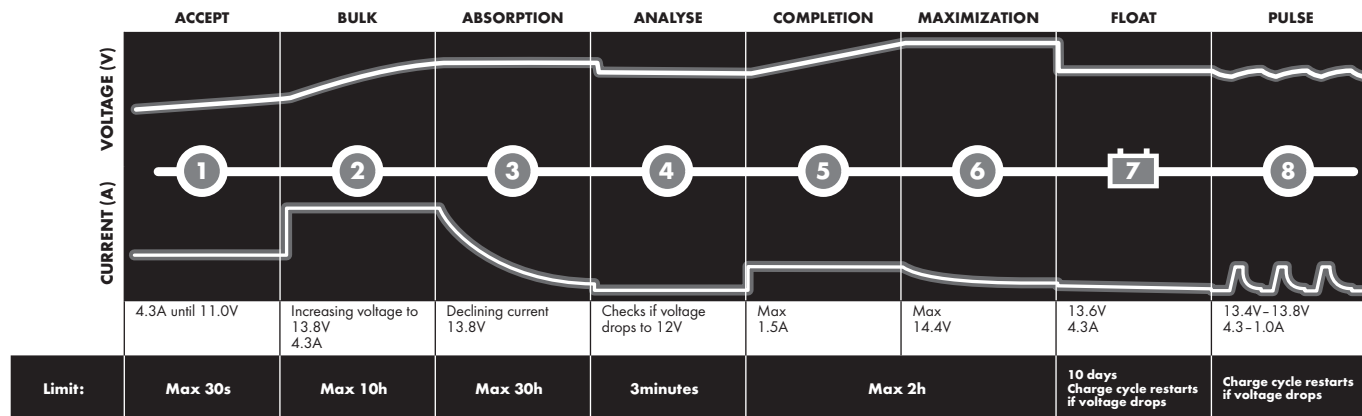 ACCEPT
BULK
ABSORPTION
ANALYSE
COMPLETION
MAXIMIZATION
FLOAT
PULSE
VOLTAGE (V)
1
2
3
4
5
6
7
8
CURRENT (A)
4.3A until 11.0V
Increasing voltage to
13.8V
4.3A
Declining current
13.8V
Checks if voltage
drops to 12V
Max
1.5A
Max
14.4V
13.6V
4.3A
13.4V–13.8V
4.3–1.0A
Limit:
Max 30s
Max 10h
Max 30h
3minutes
Max 2h
10 days
Charge cycle restarts
if voltage drops
Charge cycle restarts
if voltage drops